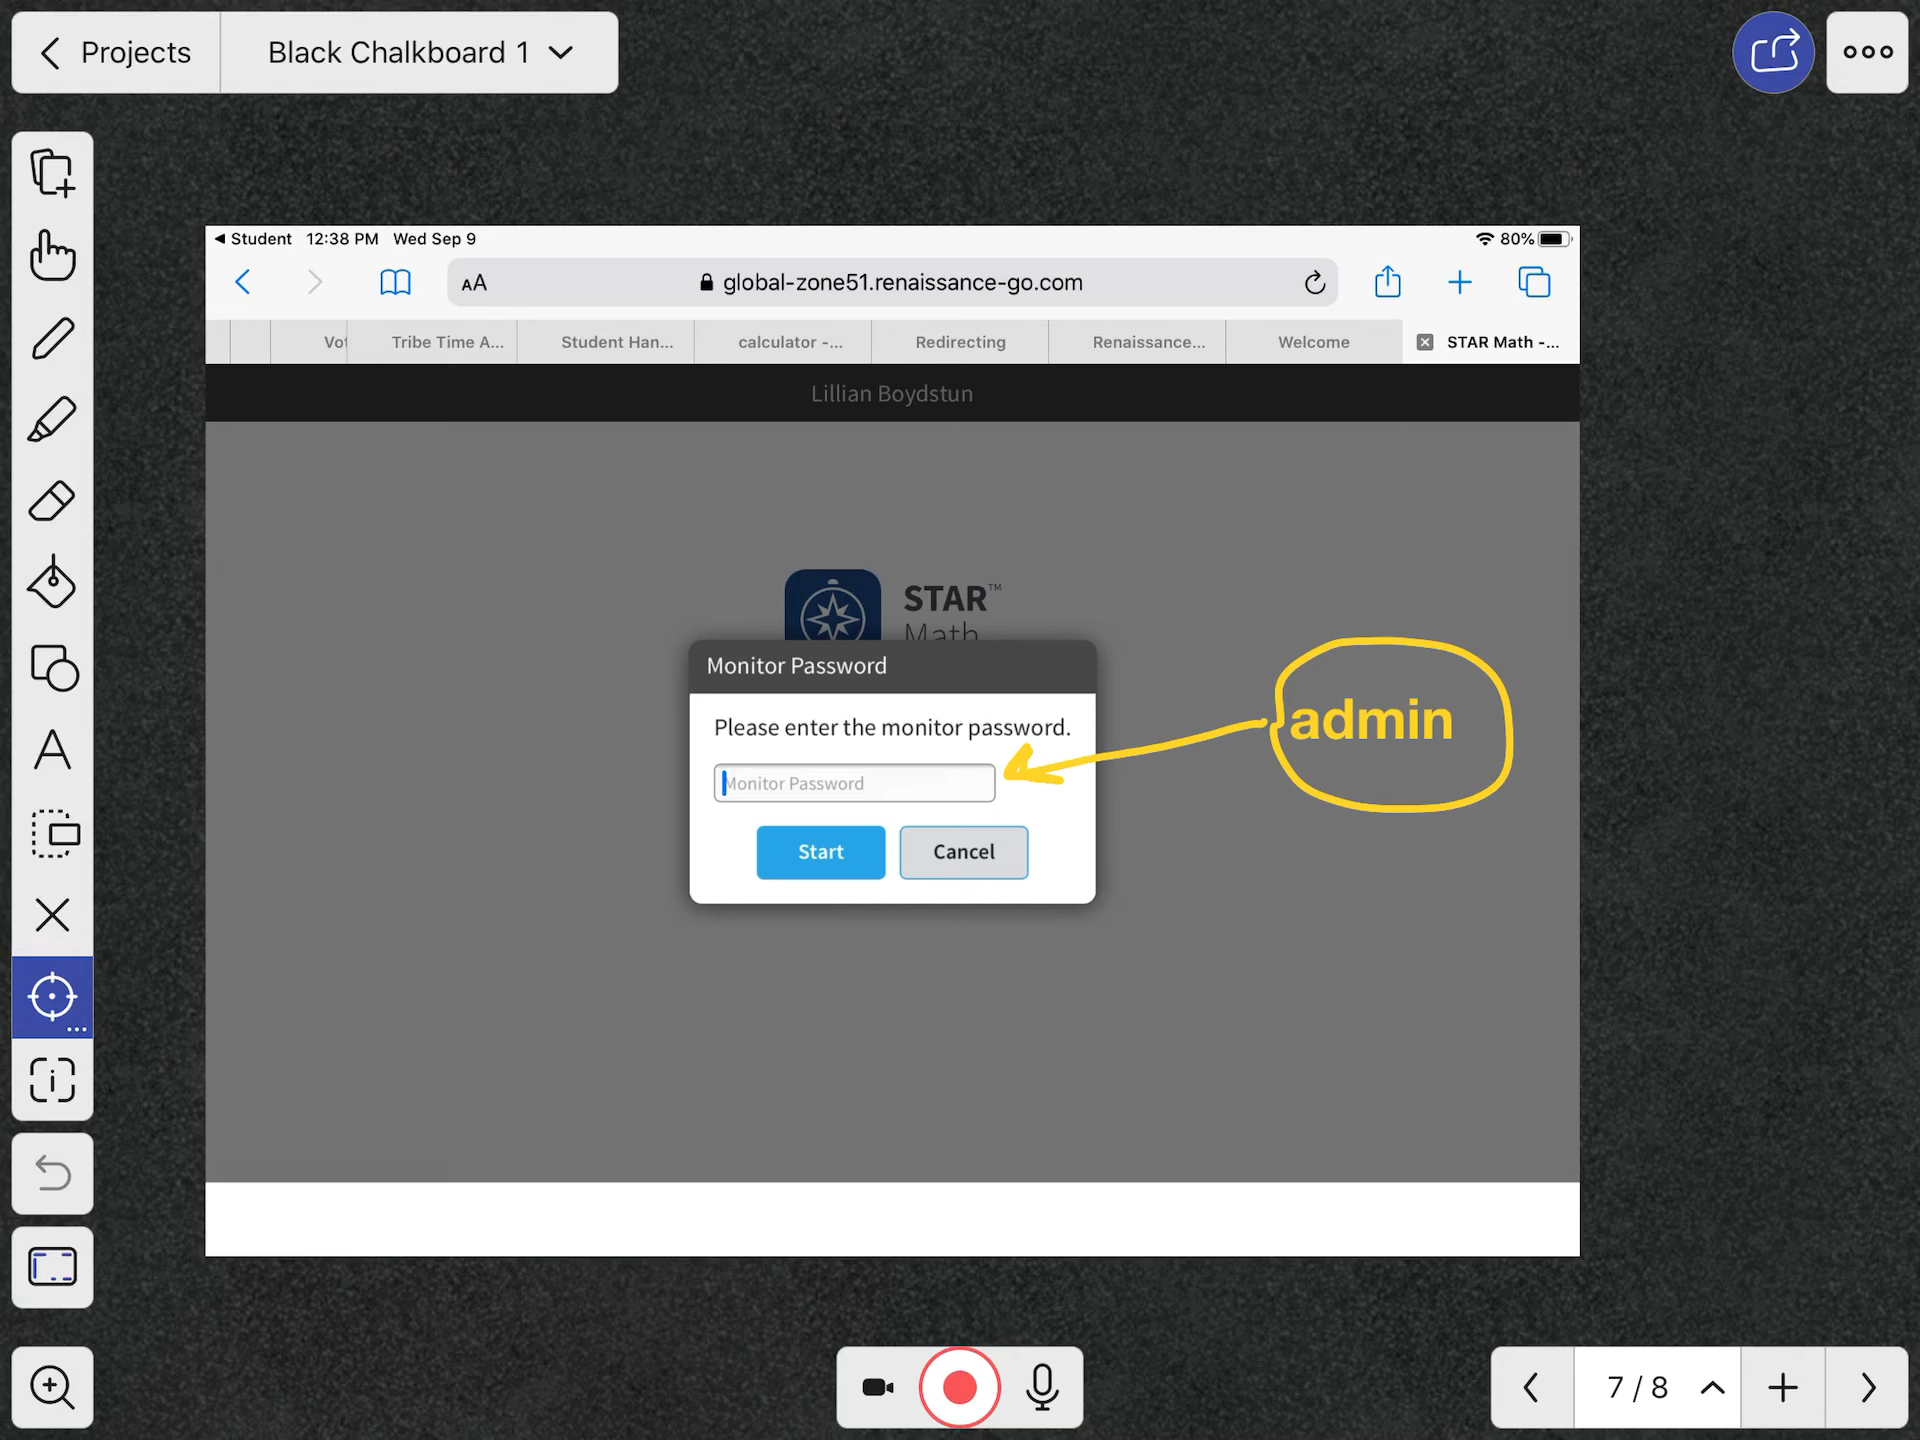 Projects
Black Chalkboard 1
Student 12:38 PM Wed Sep 9
80%
AA
global-zone51.renaissance-go.com
Vot
Tribe Time A...
Student Han...
calculator -...
Redirecting
Renaissance...
Welcome
STAR Math -...
Lillian Boydstun
STAR™
Math
Monitor Password
Please enter the monitor password.
Monitor Password
Start
Cancel
admin
7 / 8